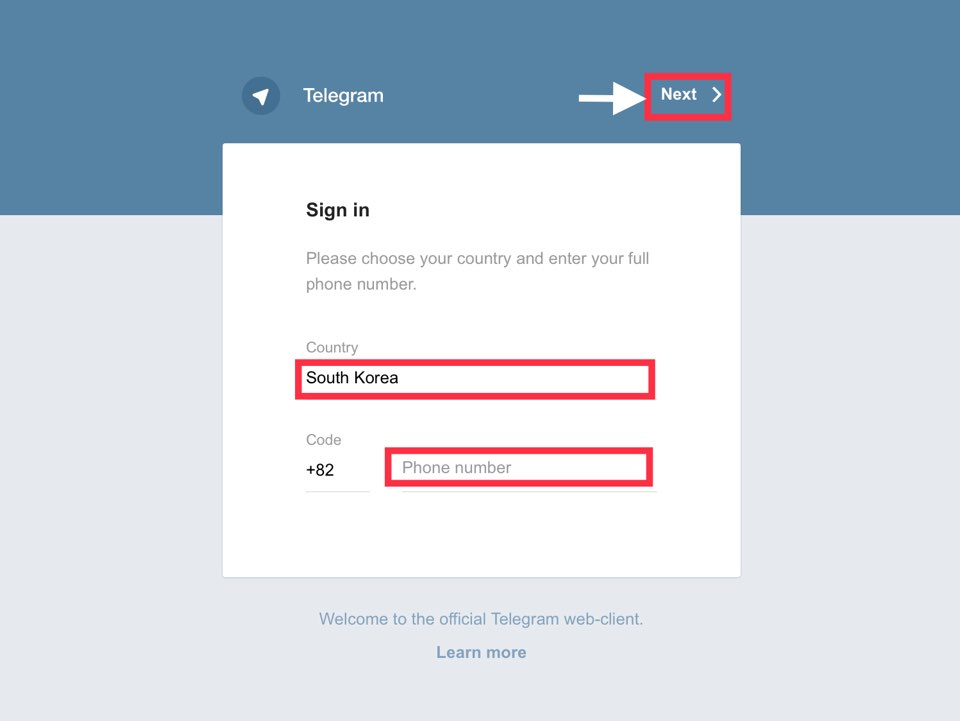 Telegram
Next
Sign in
Please choose your country and enter your full
phone number.
Country
South Korea
Code
+82
Phone number
Welcome to the official Telegram web-client.
Learn more